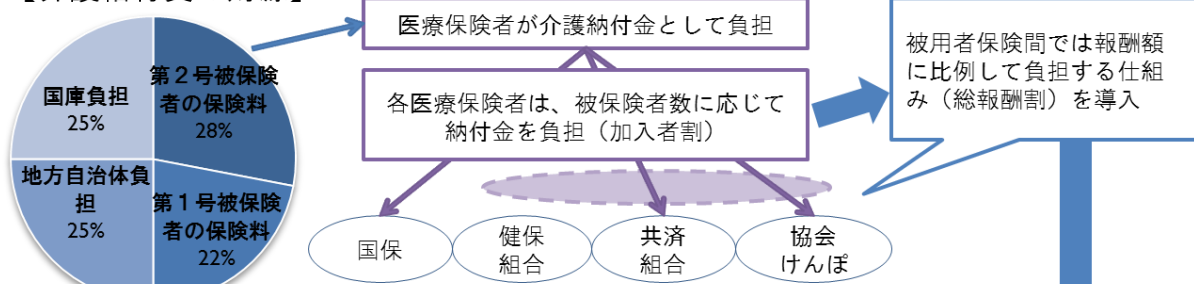 医療保険者が介護納付金として負担
第２号被保険
者の保険料
28%
国庫負担
25%
地方自治体負
担
25%
第１号被保険
者の保険料
22%
各医療保険者は、被保険者数に応じて
納付金を負担（加入者割）
被用者保険間では報酬額
に比例して負担する仕組
み（総報酬割）を導入
国保
健保
組合
共済
組合
協会
けんぽ